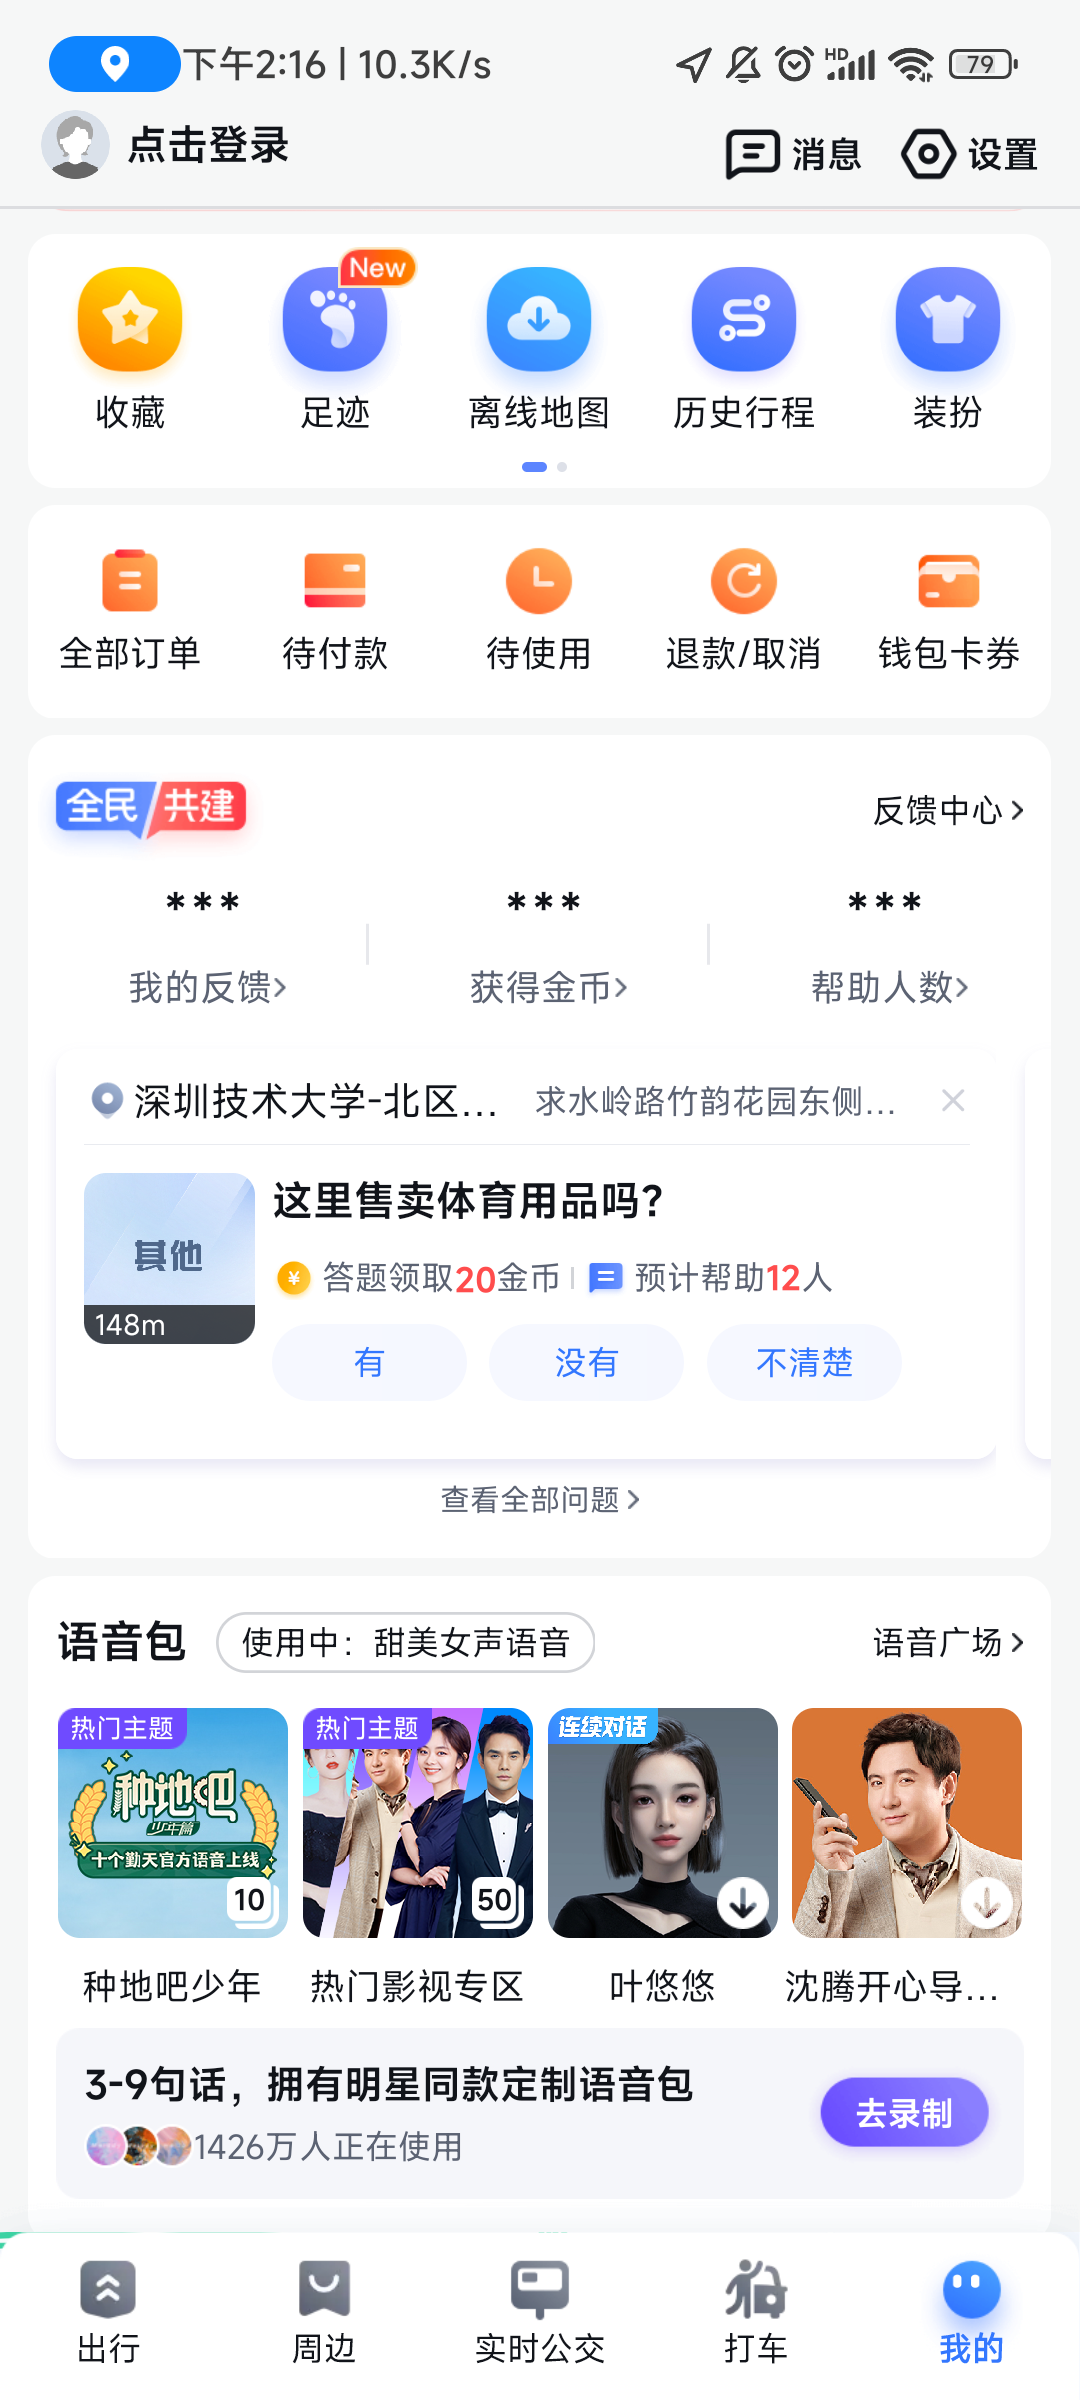 下午2:16 | 10.3K/s
HD
79
点击登录
消息
设置
New
收藏
足迹
离线地图
历史行程
装扮
全部订单
待付款
待使用
退款/取消
钱包卡券
全民共建
反馈中心
***
***
***
我的反馈
获得金币
帮助人数
深圳技术大学-北区...
求水岭路竹韵花园东侧...
这里售卖体育用品吗?
其他
148m
答题领取20金币
预计帮助12人
有
没有
不清楚
查看全部问题
语音包
使用中: 甜美女声语音
语音广场
热门主题
种地吧
少年篇
十个勤天官方语音上线
10
热门主题
50
连续对话
种地吧少年
热门影视专区
叶悠悠
沈腾开心导...
3-9句话，拥有明星同款定制语音包
1426万人正在使用
去录制
出行
周边
实时公交
打车
我的